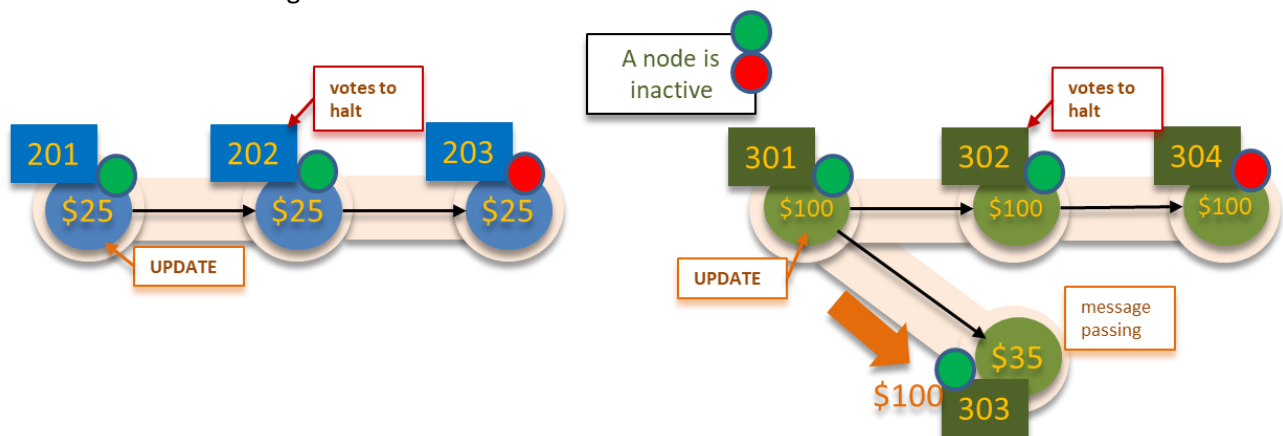 A node is
inactive
votes to
halt
votes to
halt
201
202
203
301
302
304
$25
$25
$25
$100
$100
$100
UPDATE
UPDATE
message
passing
$35
$100
303